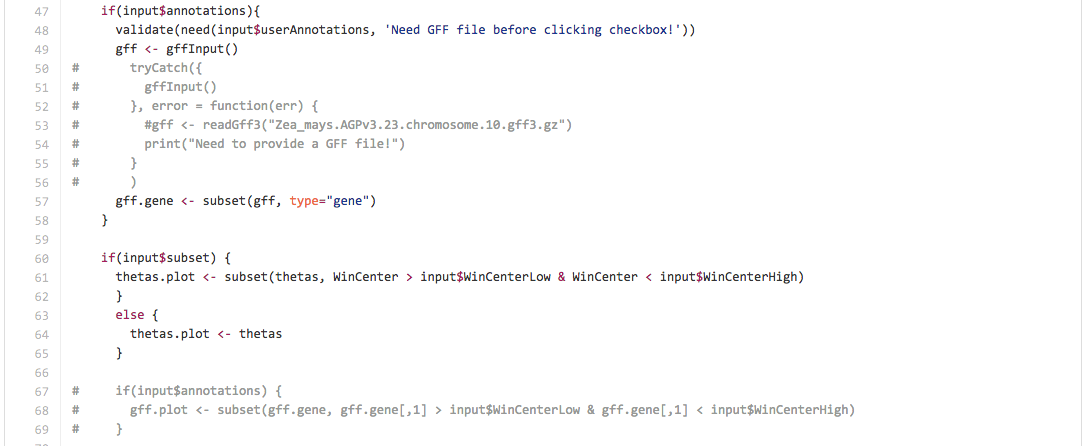 47 if(input$annotations){
48 validate(need(input$userAnnotations, 'Need GFF file before clicking checkbox!'))
49 gff <- gffInput()
50 # tryCatch({
51 # gffInput()
52 # }, error = function(err) {
53 # #gff <- readGff3("Zea_mays.AGPv3.23.chromosome.10.gff3.gz")
54 # print("Need to provide a GFF file!")
55 # }
56 # )
57 gff.gene <- subset(gff, type="gene")
58 }
59
60 if(input$subset) {
61 thetas.plot <- subset(thetas, WinCenter > input$WinCenterLow & WinCenter < input$WinCenterHigh)
62 }
63 else {
64 thetas.plot <- thetas
65 }
66
67 # if(input$annotations) {
68 # gff.plot <- subset(gff.gene, gff.gene[,1] > input$WinCenterLow & gff.gene[,1] < input$WinCenterHigh)
69 # }